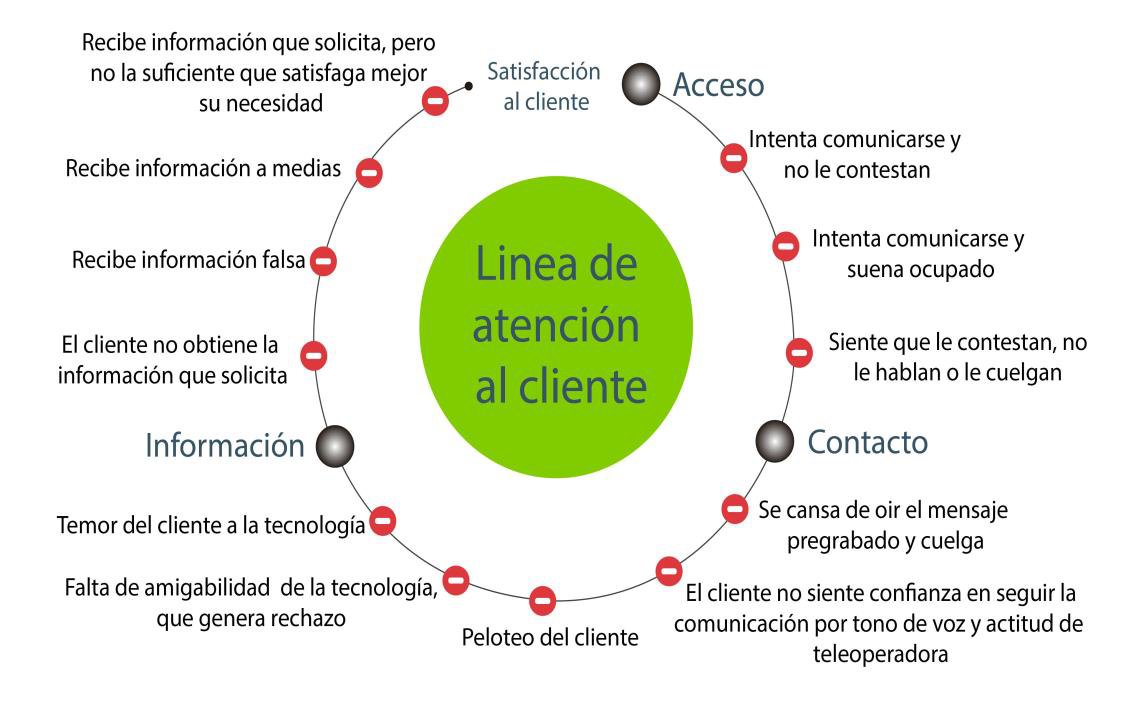 Satisfacción
al cliente
Acceso
Intenta comunicarse y
no le contestan
Intenta comunicarse y
suena ocupado
Siente que le contestan, no
le hablan o le cuelgan
Contacto
Se cansa de oir el mensaje
pregrabado y cuelga
El cliente no siente confianza en seguir la
comunicación por tono de voz y actitud de
teleoperadora
Peloteo del cliente
Falta de amigabilidad de la tecnología,
que genera rechazo
Temor del cliente a la tecnología
Información
El cliente no obtiene la
información que solicita
Recibe información falsa
Recibe información a medias
Recibe información que solicita, pero
no la suficiente que satisfaga mejor
su necesidad
Linea de
atención
al cliente